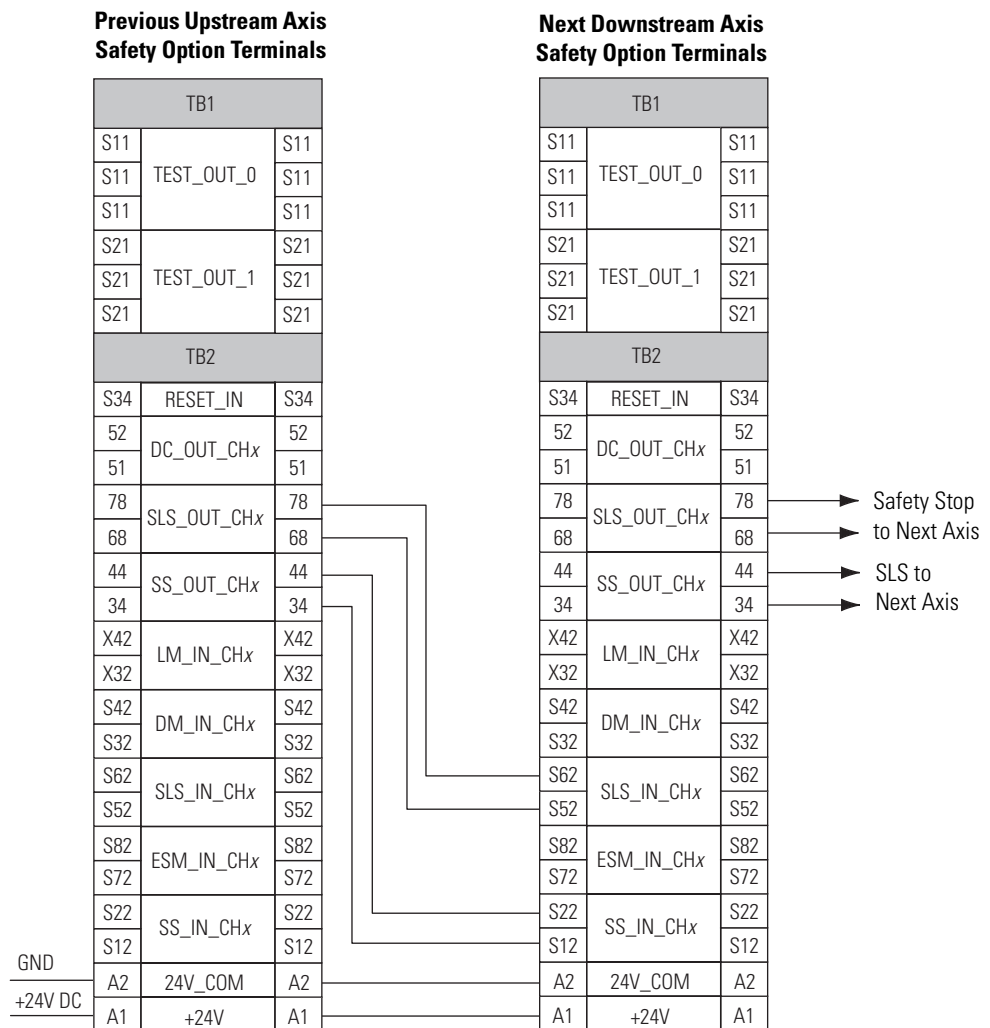 Previous Upstream Axis
Safety Option Terminals
Next Downstream Axis
Safety Option Terminals
TB1
S11 TEST_OUT_0 S11
S11 S11
S11 S11
S21 TEST_OUT_1 S21
S21 S21
S21 S21
TB2
S34 RESET_IN S34
52 DC_OUT_CHx 52
51 51
78 SLS_OUT_CHx 78
68 68
44 SS_OUT_CHx 44
34 34
X42 LM_IN_CHx X42
X32 X32
S42 DM_IN_CHx S42
S32 S32
S62 SLS_IN_CHx S62
S52 S52
S82 ESM_IN_CHx S82
S72 S72
S22 SS_IN_CHx S22
S12 S12
GND
A2 24V_COM A2
+24V DC
A1 +24V A1
TB1
S11 TEST_OUT_0 S11
S11 S11
S11 S11
S21 TEST_OUT_1 S21
S21 S21
S21 S21
TB2
S34 RESET_IN S34
52 DC_OUT_CHx 52
51 51
78 SLS_OUT_CHx 78
68 68
44 SS_OUT_CHx 44
34 34
X42 LM_IN_CHx X42
X32 X32
S42 DM_IN_CHx S42
S32 S32
S62 SLS_IN_CHx S62
S52 S52
S82 ESM_IN_CHx S82
S72 S72
S22 SS_IN_CHx S22
S12 S12
A2 24V_COM A2
A1 +24V A1
Safety Stop
to Next Axis
SLS to
Next Axis